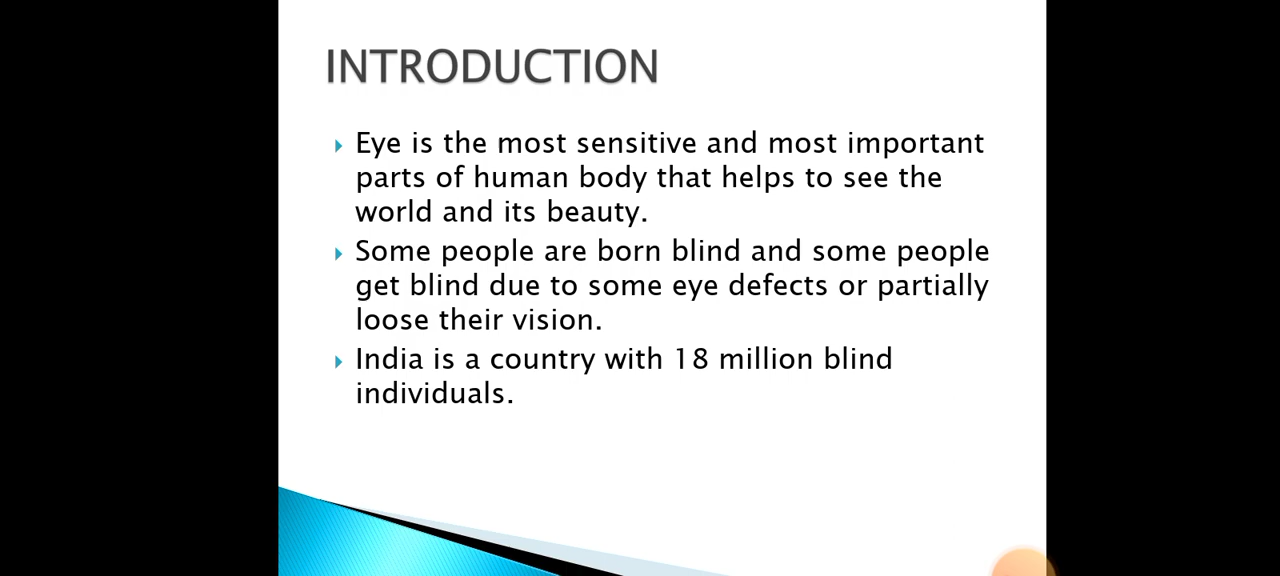 INTRODUCTION
Eye is the most sensitive and most important
parts of human body that helps to see the
world and its beauty.
Some people are born blind and some people
get blind due to some eye defects or partially
loose their vision.
India is a country with 18 million blind
individuals.